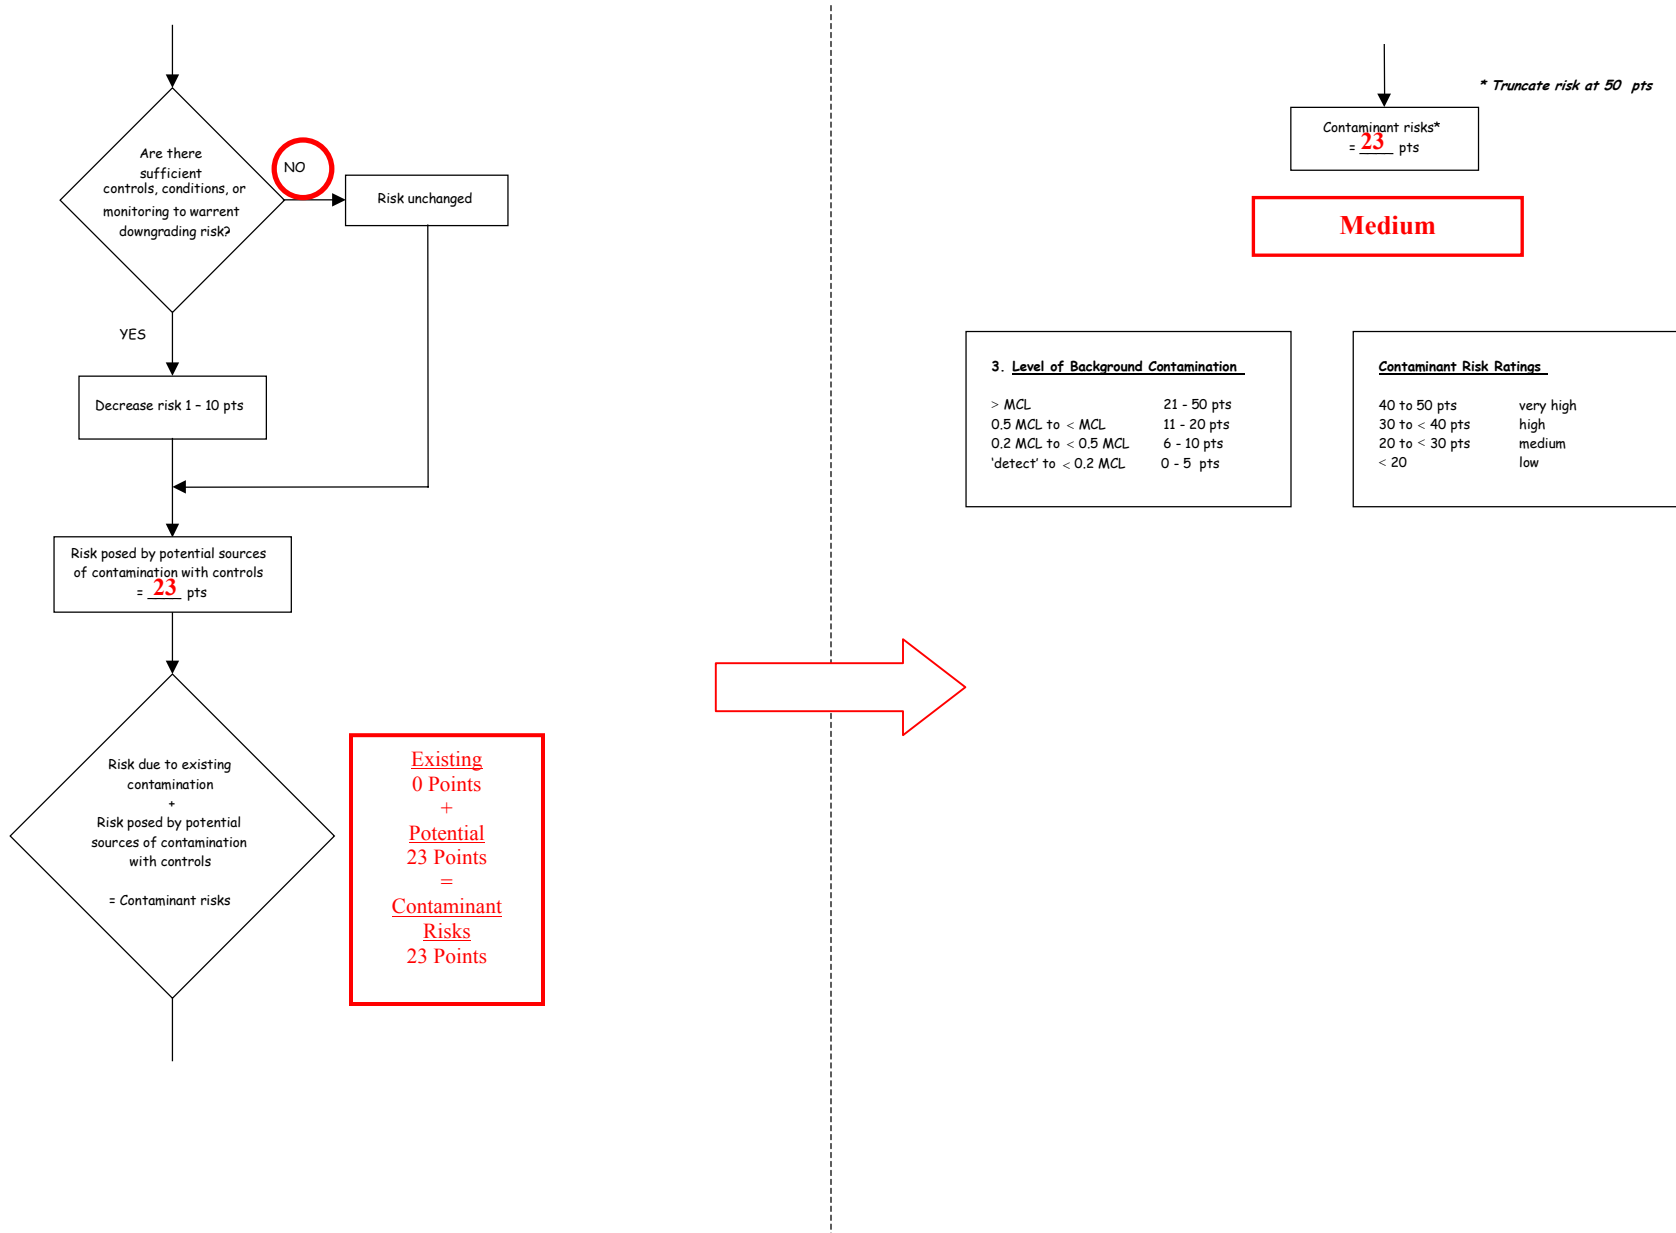 Are there
sufficient
controls, conditions, or
monitoring to warrent
downgrading risk?
NO
Risk unchanged
YES
Decrease risk 1 – 10 pts
Risk posed by potential sources
of contamination with controls
= 23 pts
Risk due to existing
contamination
+
Risk posed by potential
sources of contamination
with controls
= Contaminant risks
Existing
0 Points
+
Potential
23 Points
=
Contaminant
Risks
23 Points
* Truncate risk at 50 pts
Contaminant risks*
= 23 pts
Medium
3. Level of Background Contamination
> MCL 21 - 50 pts
0.5 MCL to < MCL 11 - 20 pts
0.2 MCL to < 0.5 MCL 6 - 10 pts
'detect' to < 0.2 MCL 0 - 5 pts
Contaminant Risk Ratings
40 to 50 pts very high
30 to < 40 pts high
20 to < 30 pts medium
< 20 low